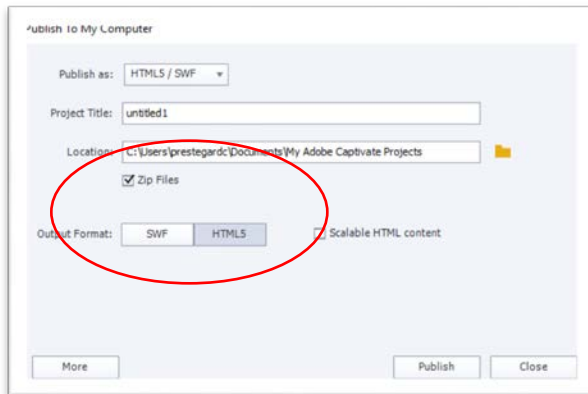 Publish To My Computer
Publish as: HTML5 / SWF
Project Title: untitled1
Location: C:\Users\prestegardc\Documents\My Adobe Captivate Projects
Zip Files
Output Format: SWF HTML5 Scalable HTML content
More Publish Close